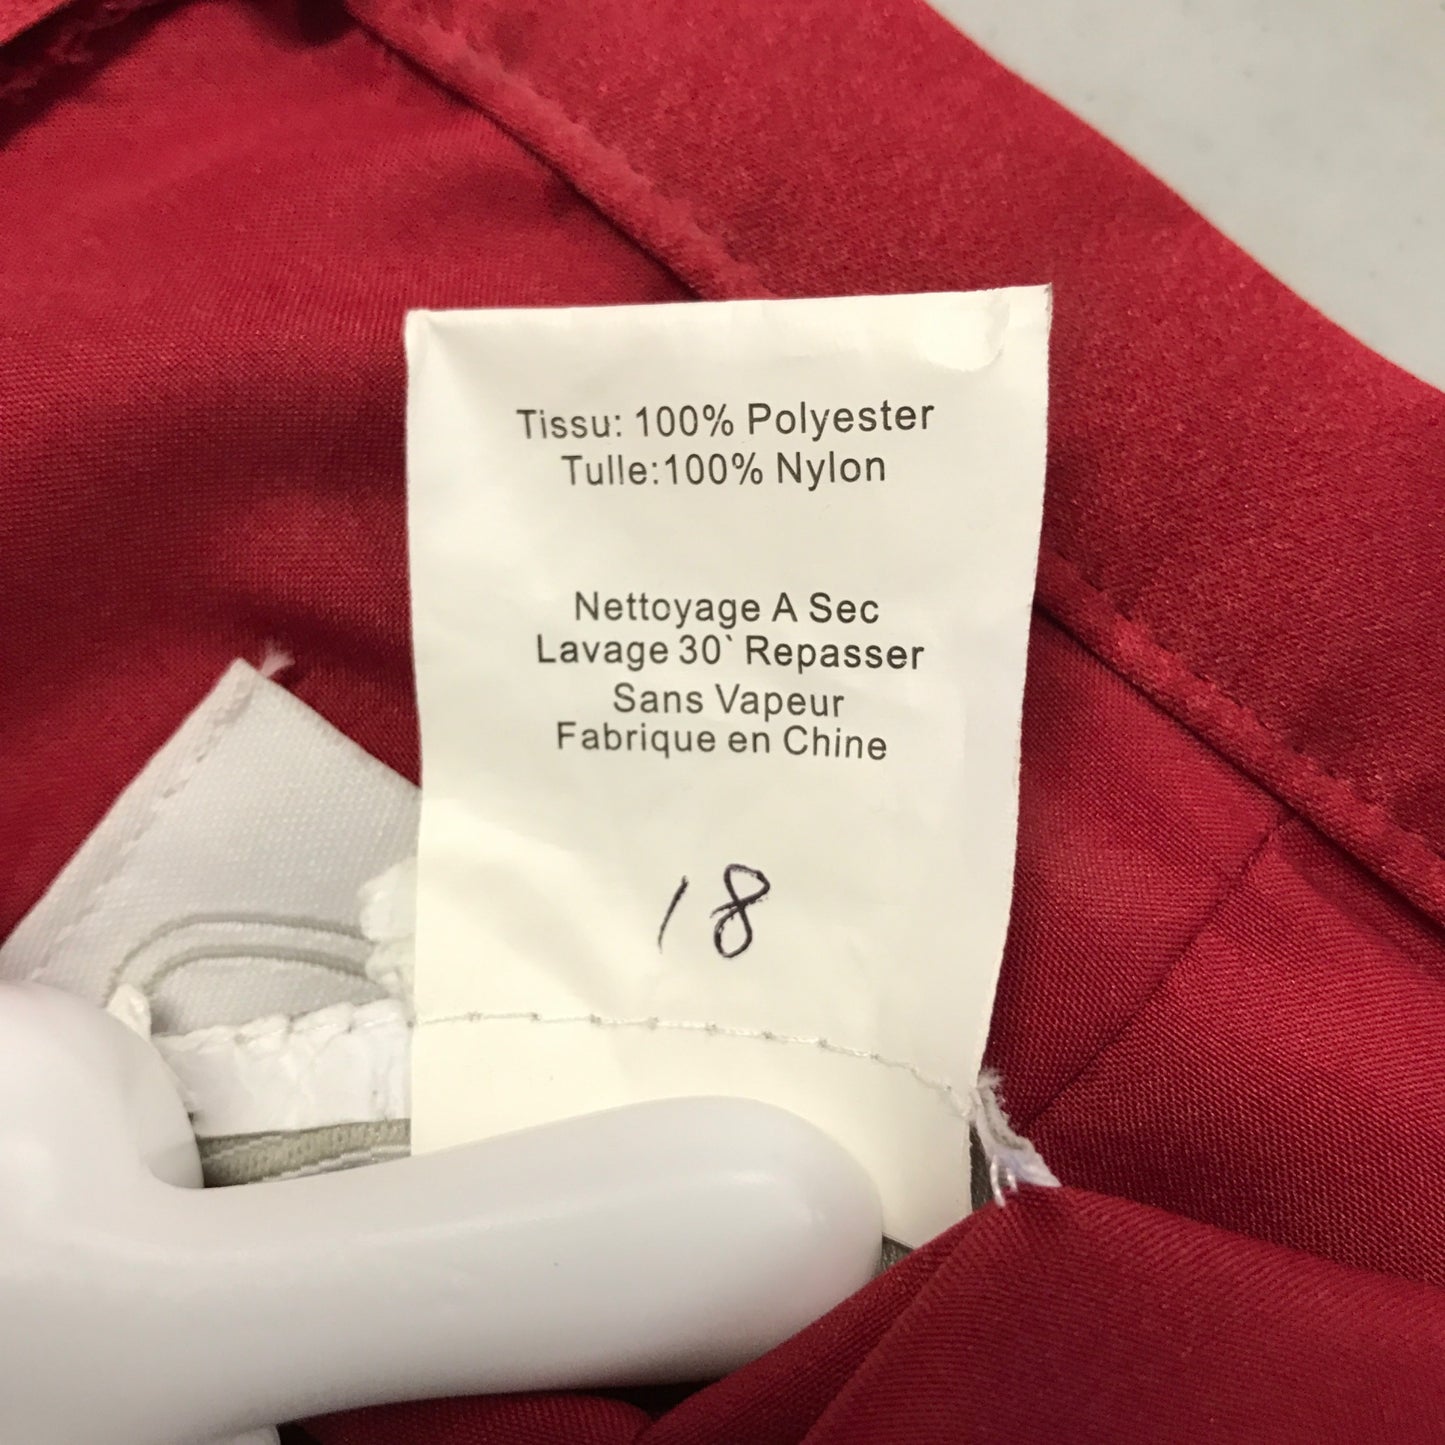 Tissu: 100% Polyester
Tulle:100% Nylon
Nettoyage A Sec
Lavage 30` Repasser
Sans Vapeur
Fabrique en Chine
18